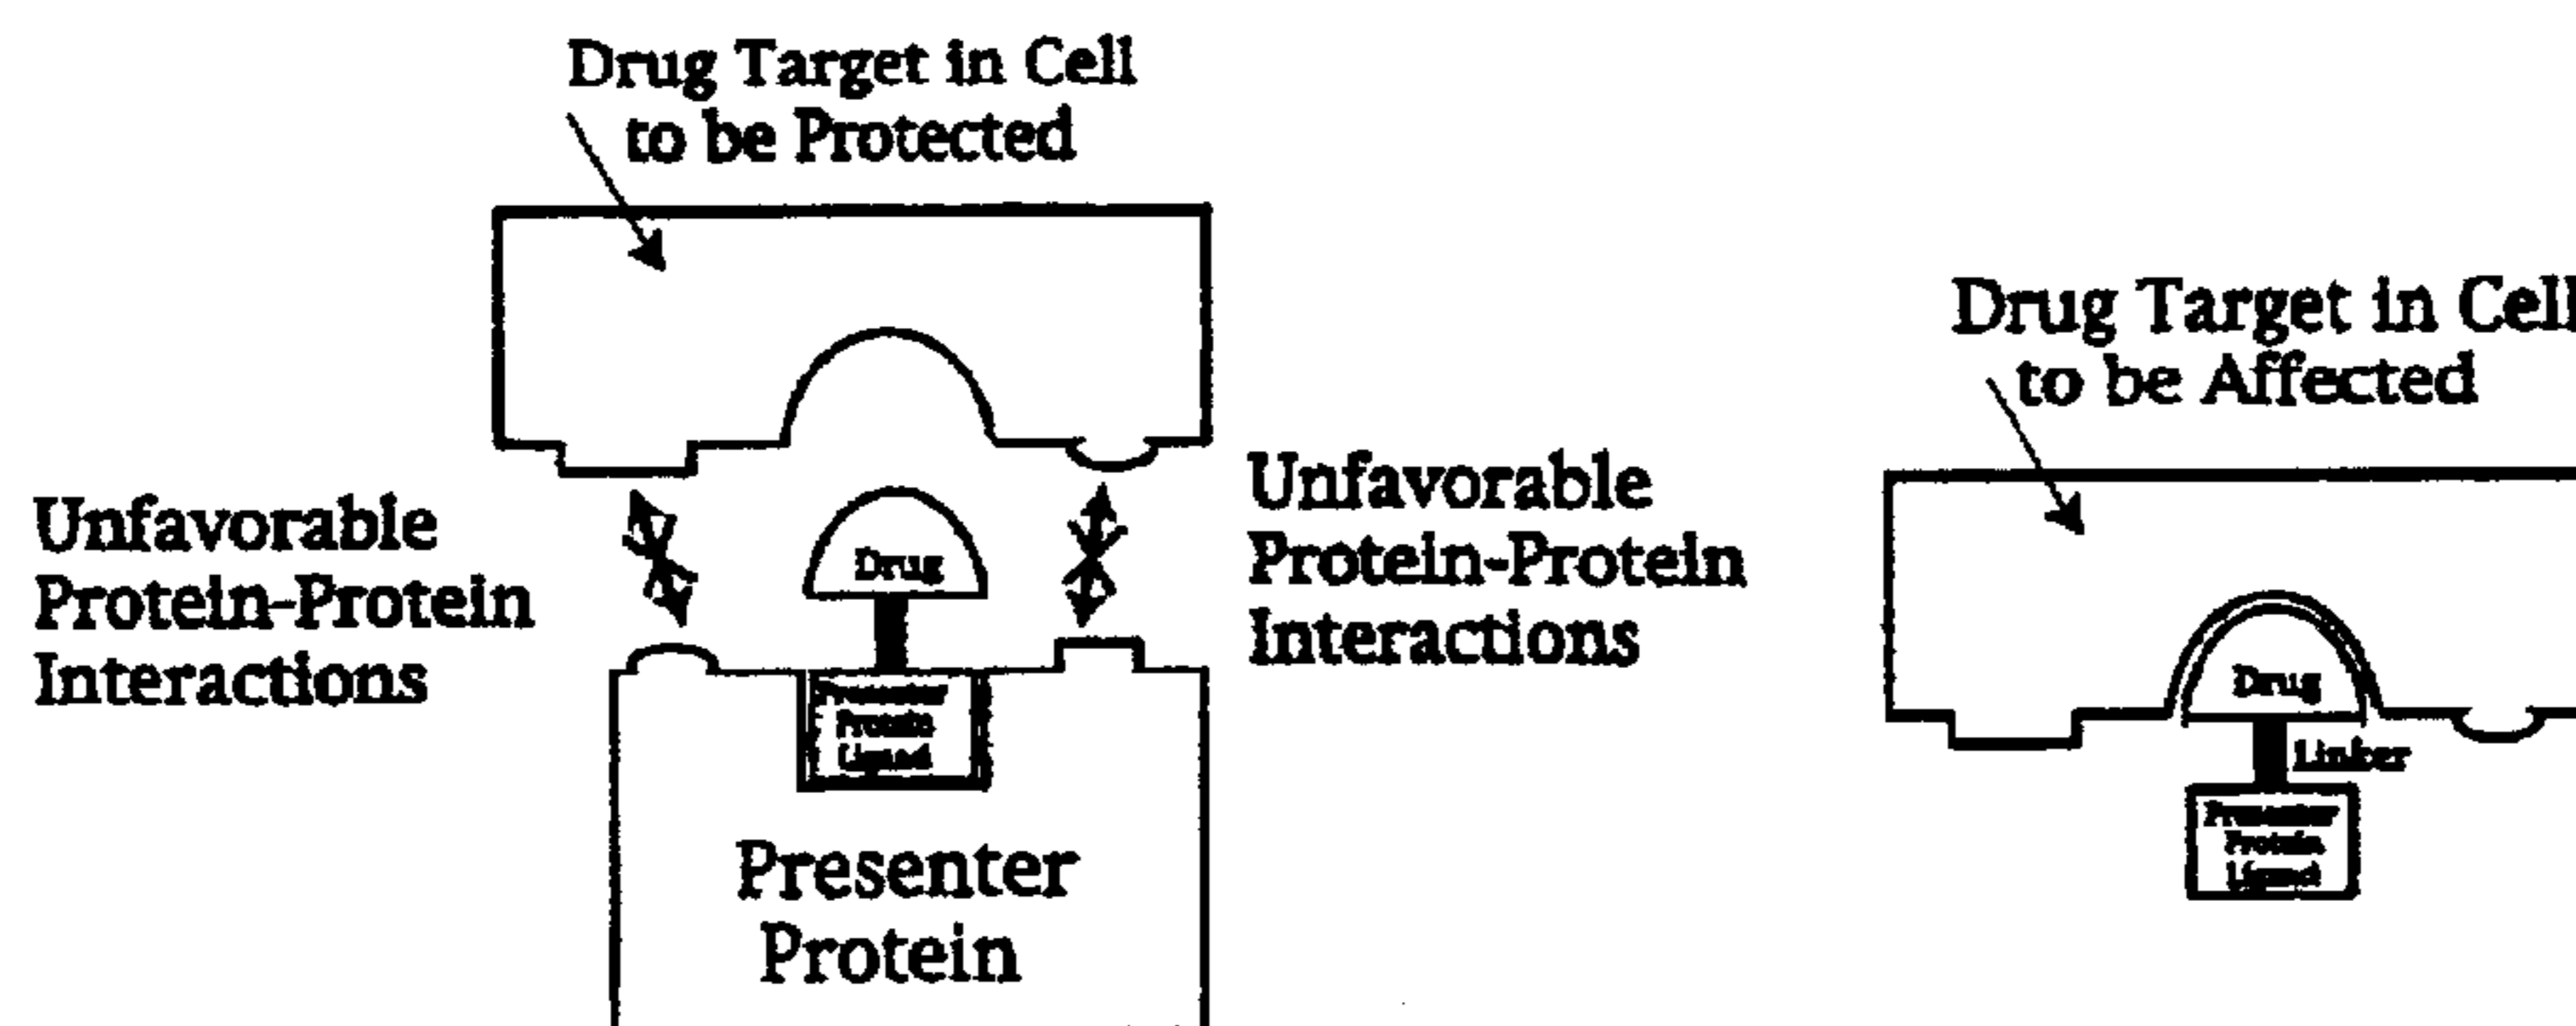 Drug Target in Cell
to be Protected
Unfavorable
Protein-Protein
Interactions
Drug
Unfavorable
Protein-Protein
Interactions
Presenter
Protein
Ligand
Presenter
Protein
Drug Target in Cell
to be Affected
Drug
Linker
Presenter
Protein
Ligand